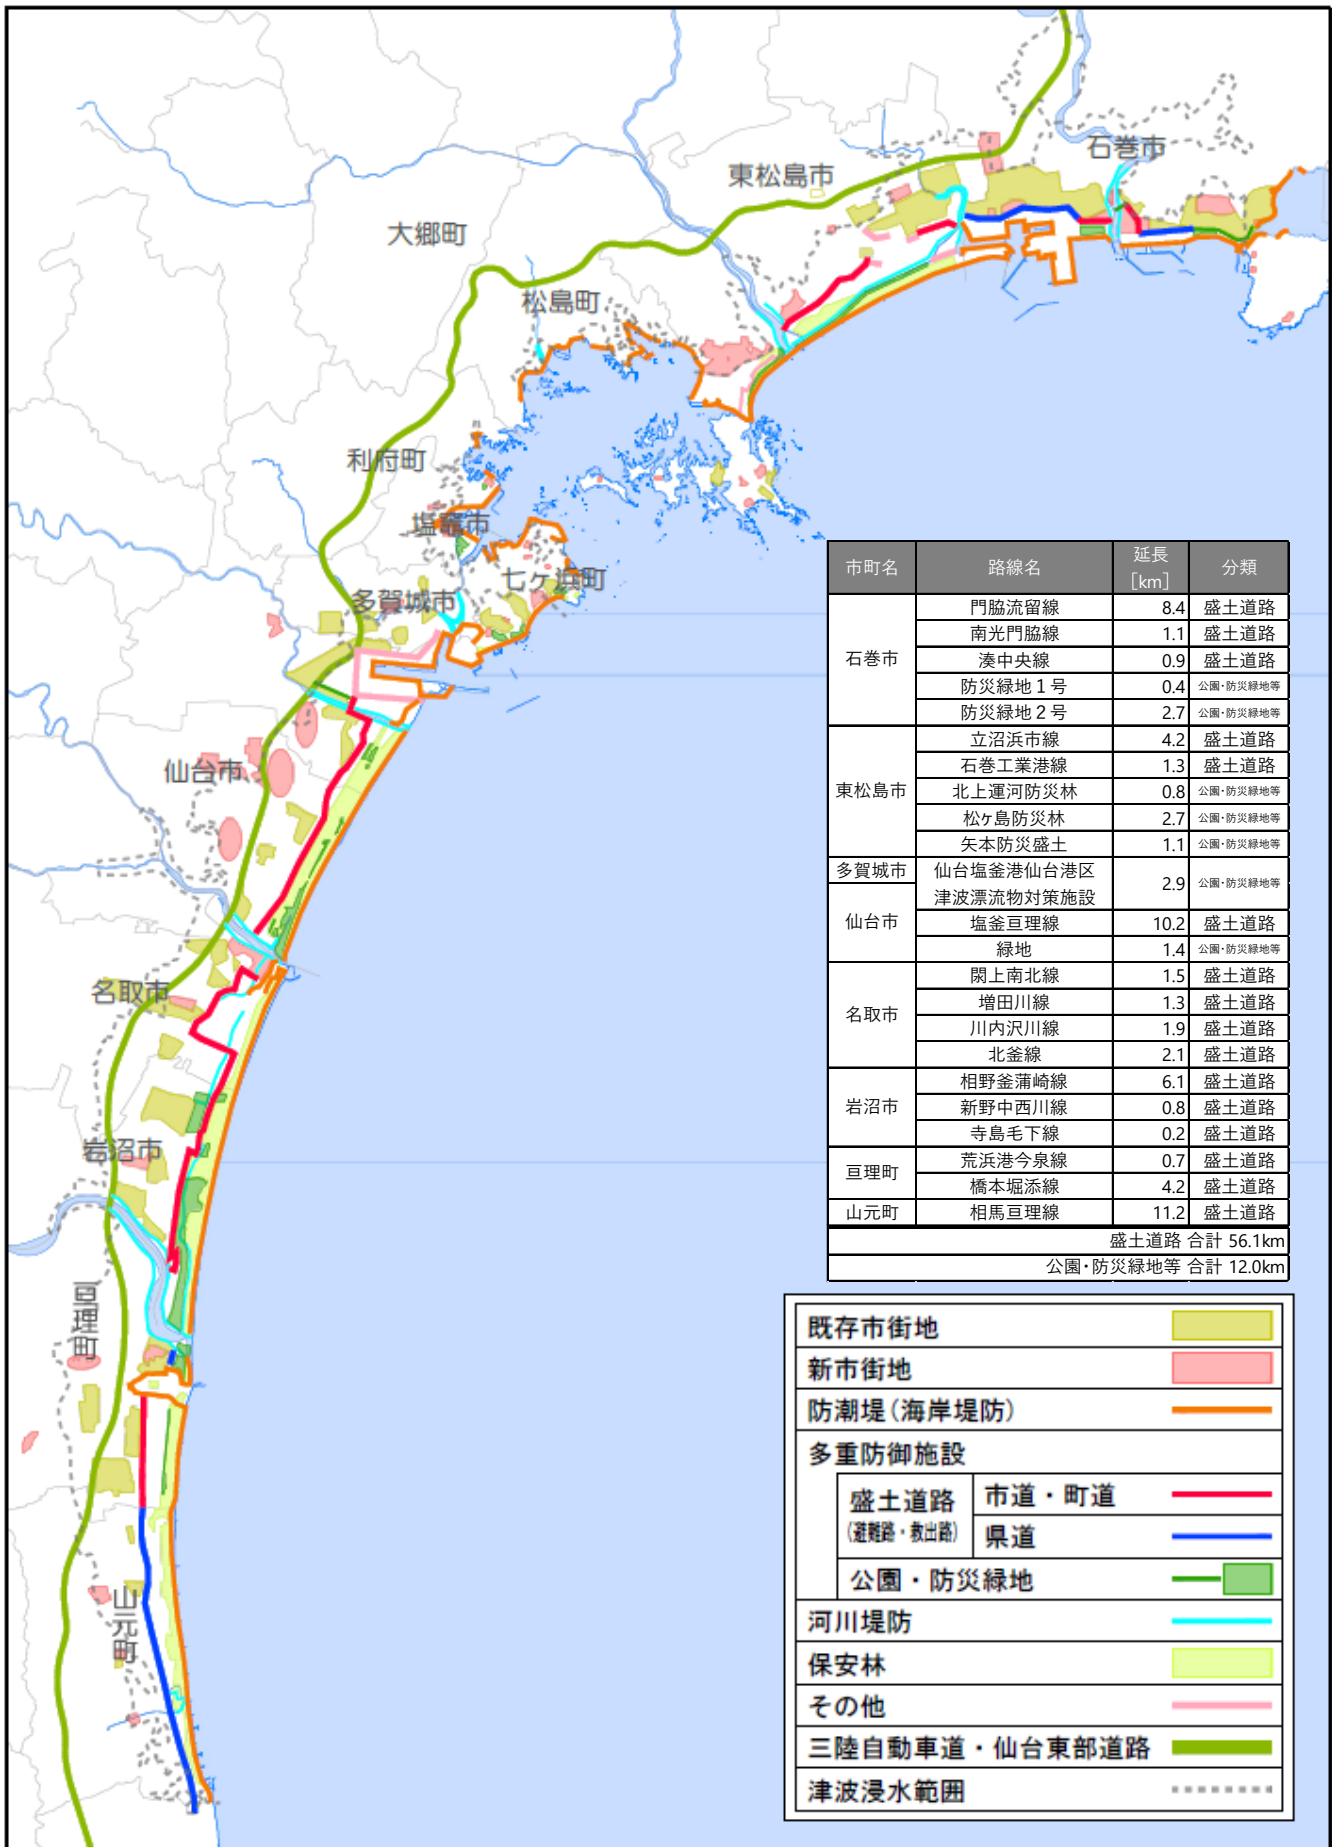 石巻市
東松島市
大郷町
松島町
利府町
塩竈市
七ヶ浜町
多賀城市
仙台市
名取市
岩沼市
亘理町
山元町
市町名 路線名 延長[km] 分類
石巻市 門脇流留線 8.4 盛土道路
南光門脇線 1.1 盛土道路
湊中央線 0.9 盛土道路
防災緑地１号 0.4 公園・防災緑地等
防災緑地２号 2.7 公園・防災緑地等
東松島市 立沼浜市線 4.2 盛土道路
石巻工業港線 1.3 盛土道路
北上運河防災林 0.8 公園・防災緑地等
松ヶ島防災林 2.7 公園・防災緑地等
矢本防災盛土 1.1 公園・防災緑地等
多賀城市 仙台塩釜港仙台港区
津波漂流物対策施設 2.9 公園・防災緑地等
仙台市 塩釜亘理線 10.2 盛土道路
緑地 1.4 公園・防災緑地等
名取市 閖上南北線 1.5 盛土道路
増田川線 1.3 盛土道路
川内沢川線 1.9 盛土道路
北釜線 2.1 盛土道路
岩沼市 相野釜蒲崎線 6.1 盛土道路
新野中西川線 0.8 盛土道路
寺島毛下線 0.2 盛土道路
亘理町 荒浜港今泉線 0.7 盛土道路
橋本堀添線 4.2 盛土道路
山元町 相馬亘理線 11.2 盛土道路
盛土道路 合計 56.1km
公園・防災緑地等 合計 12.0km
既存市街地
新市街地
防潮堤(海岸堤防)
多重防御施設
盛土道路
(避難路・救出路)
市道・町道
県道
公園・防災緑地
河川堤防
保安林
その他
三陸自動車道・仙台東部道路
津波浸水範囲